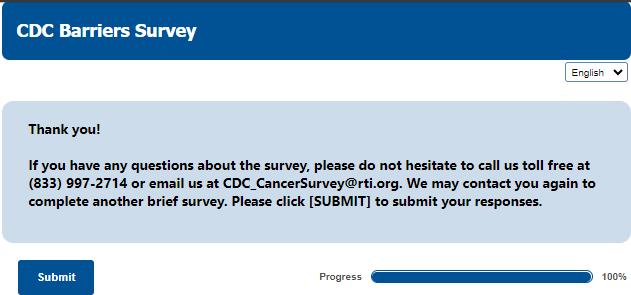 CDC Barriers Survey
English
Thank you!
If you have any questions about the survey, please do not hesitate to call us toll free at
(833) 997-2714 or email us at CDC_CancerSurvey@rti.org. We may contact you again to
complete another brief survey. Please click [SUBMIT] to submit your responses.
Submit
Progress 100%